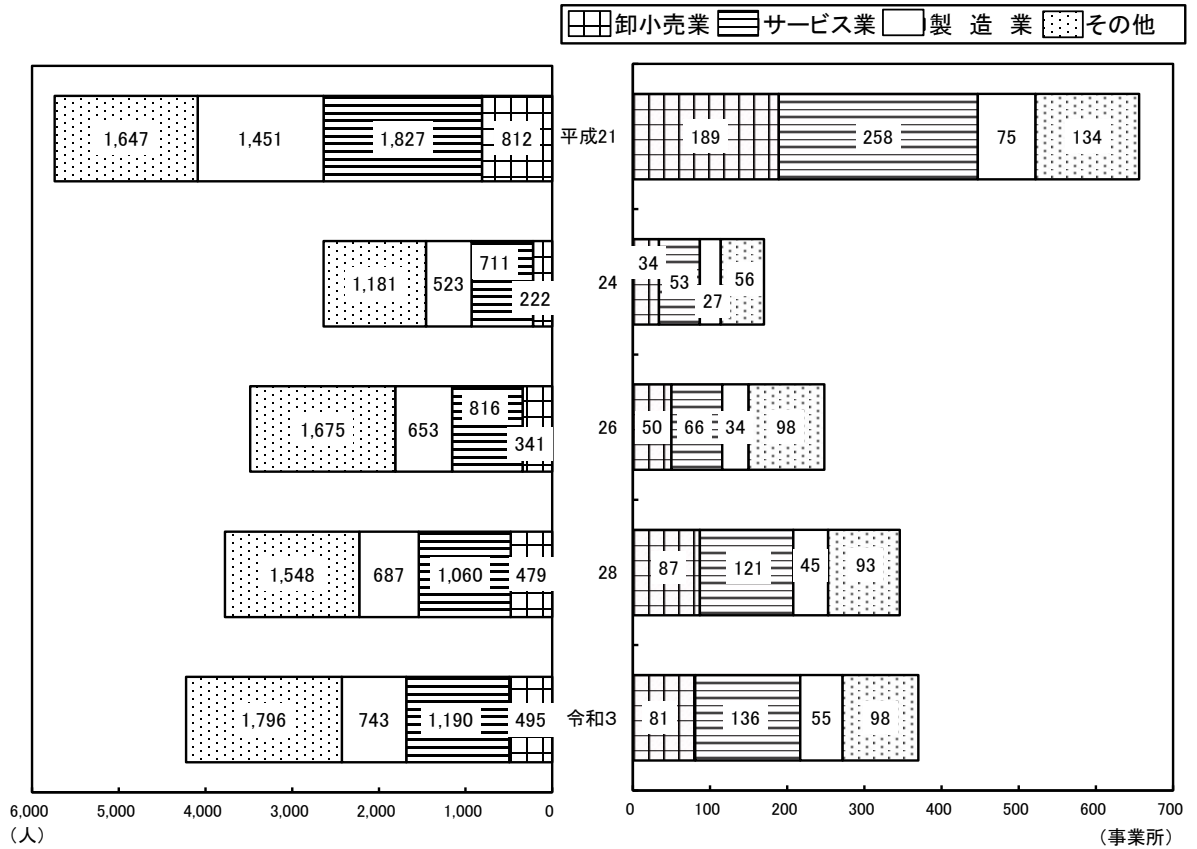 卸小売業 サービス業 製造業 その他
1,647 1,451 1,827 812 平成21 189 258 75 134
1,181 523 711 222 24 34 53 27 56
1,675 653 816 341 26 50 66 34 98
1,548 687 1,060 479 28 87 121 45 93
1,796 743 1,190 495 令和3 81 136 55 98
6,000 5,000 4,000 3,000 2,000 1,000 0 0 100 200 300 400 500 600 700
(人) (事業所)